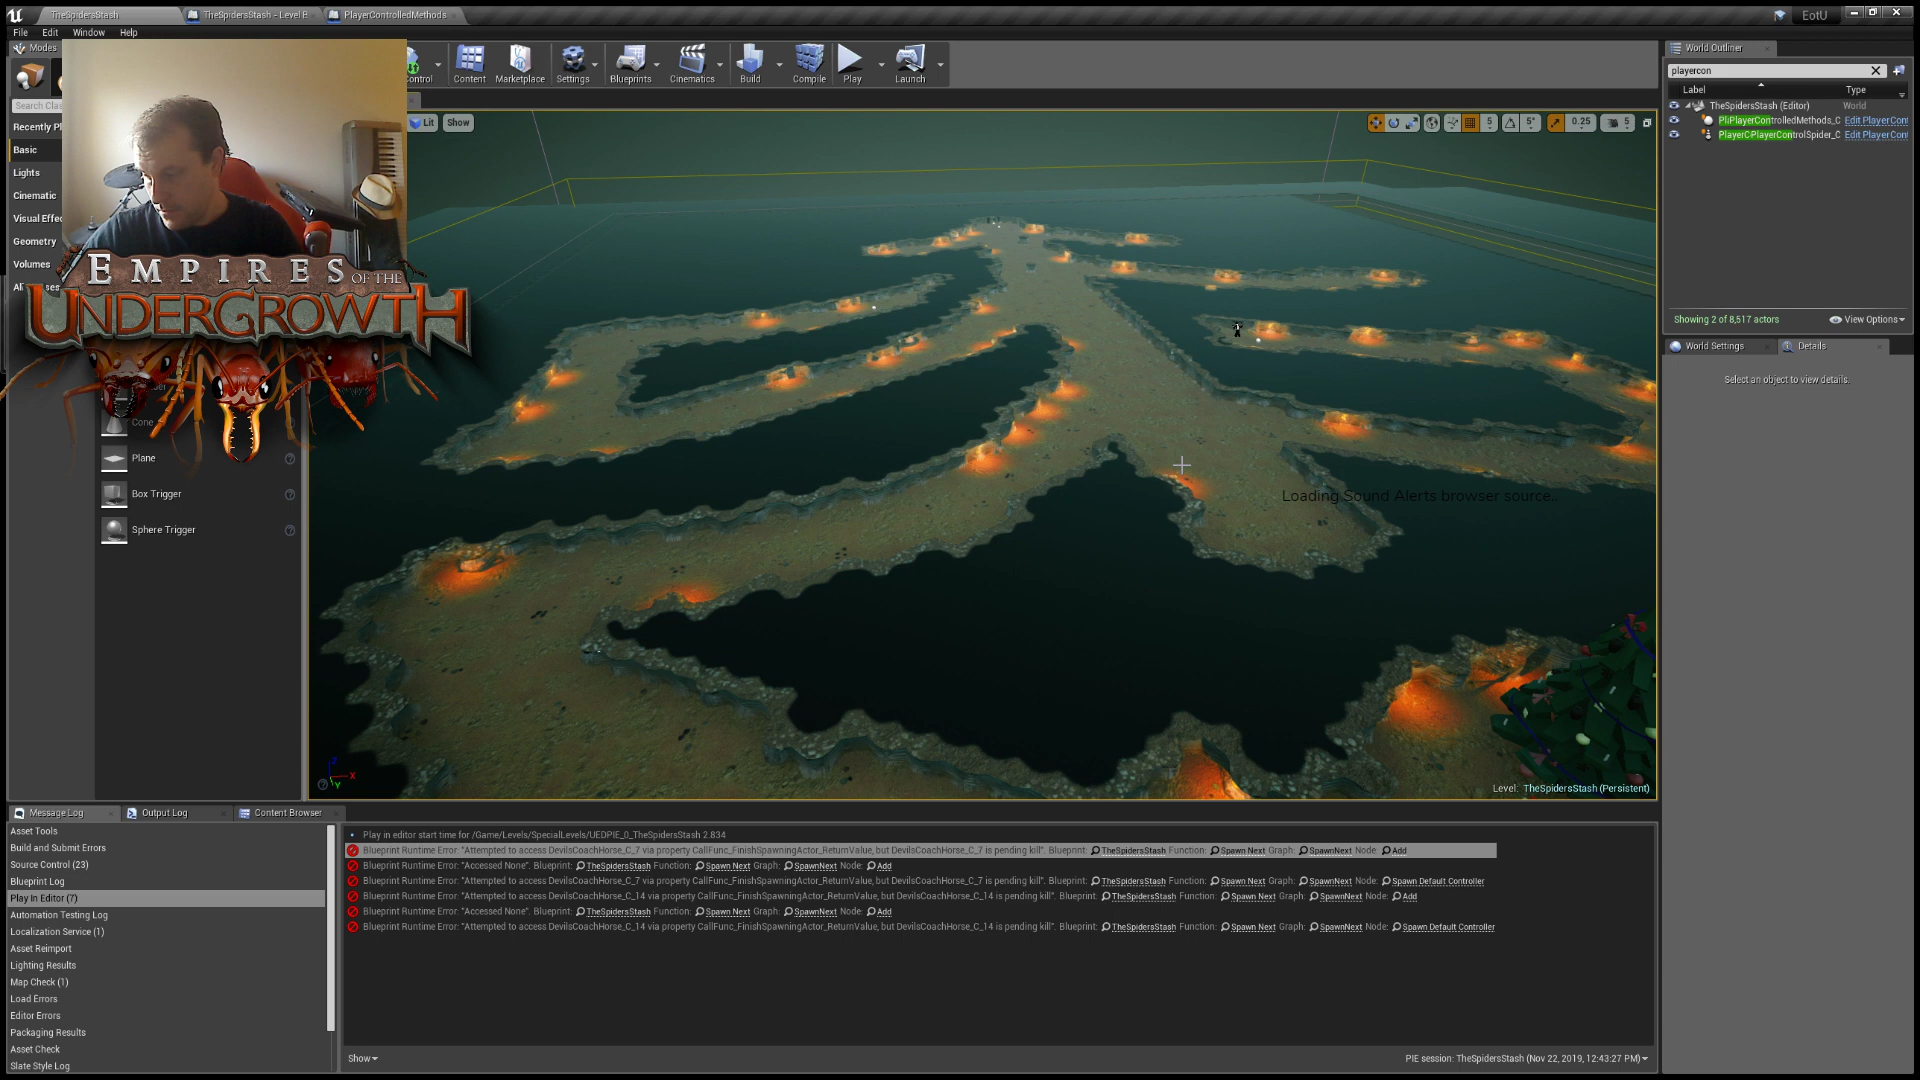 TheSpidersStash
TheSpidersStash - Level B
PlayerControlledMethods
EotU
File Edit Window Help
Modes
ontrol
Content
Marketplace
Settings
Blueprints
Cinematics
Build
Compile
Play
Launch
Search Cla
Recently Pl
Basic
Lights
Cinematic
Visual Effe
Geometry
Volumes
EMPIRES OF THE
UNDERGROWTH
Cone
Plane
Box Trigger
Sphere Trigger
Lit
Show
5
5°
0.25
5
Loading Sound Alerts browser source..
X
Y
Level: TheSpidersStash (Persistent)
World Outliner
playercon
Label Type
TheSpidersStash (Editor) World
PlayerControlledMethods_C Edit PlayerCont
PlayerControlSpider_C Edit PlayerCont
Showing 2 of 8,517 actors
View Options
World Settings
Details
Select an object to view details.
Message Log
Output Log
Content Browser
Asset Tools
Build and Submit Errors
Source Control (23)
Blueprint Log
Play In Editor (7)
Automation Testing Log
Localization Service (1)
Asset Reimport
Lighting Results
Map Check (1)
Load Errors
Editor Errors
Packaging Results
Asset Check
Slate Style Log
Play in editor start time for /Game/Levels/SpecialLevels/UEDPIE_0_TheSpidersStash 2.834
Blueprint Runtime Error: "Attempted to access DevilsCoachHorse_C_7 via property CallFunc_FinishSpawningActor_ReturnValue, but DevilsCoachHorse_C_7 is pending kill". Blueprint: TheSpidersStash Function: Spawn Next Graph: SpawnNext Node: Add
Blueprint Runtime Error: "Accessed None". Blueprint: TheSpidersStash Function: Spawn Next Graph: SpawnNext Node: Add
Blueprint Runtime Error: "Attempted to access DevilsCoachHorse_C_7 via property CallFunc_FinishSpawningActor_ReturnValue, but DevilsCoachHorse_C_7 is pending kill". Blueprint: TheSpidersStash Function: Spawn Next Graph: SpawnNext Node: Spawn Default Controller
Blueprint Runtime Error: "Attempted to access DevilsCoachHorse_C_14 via property CallFunc_FinishSpawningActor_ReturnValue, but DevilsCoachHorse_C_14 is pending kill". Blueprint: TheSpidersStash Function: Spawn Next Graph: SpawnNext Node: Add
Blueprint Runtime Error: "Accessed None". Blueprint: TheSpidersStash Function: Spawn Next Graph: SpawnNext Node: Add
Blueprint Runtime Error: "Attempted to access DevilsCoachHorse_C_14 via property CallFunc_FinishSpawningActor_ReturnValue, but DevilsCoachHorse_C_14 is pending kill". Blueprint: TheSpidersStash Function: Spawn Next Graph: SpawnNext Node: Spawn Default Controller
Show
PIE session: TheSpidersStash (Nov 22, 2019, 12:43:27 PM)